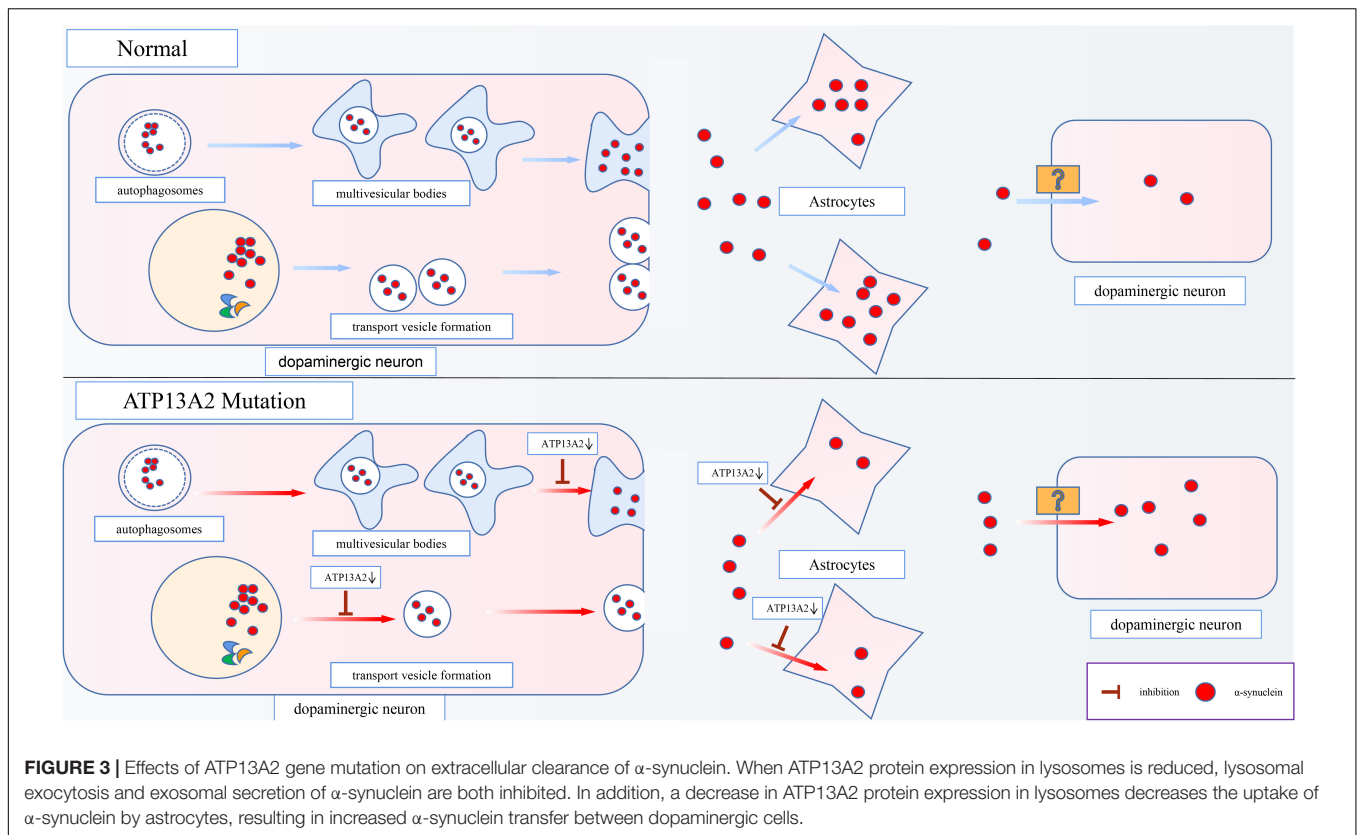 Normal
autophagosomes
multivesicular bodies
transport vesicle formation
dopaminergic neuron
Astrocytes
?
dopaminergic neuron
ATP13A2 Mutation
ATP13A2↓
autophagosomes
multivesicular bodies
ATP13A2↓
transport vesicle formation
dopaminergic neuron
ATP13A2↓
Astrocytes
ATP13A2↓
?
dopaminergic neuron
inhibition
α-synuclein
FIGURE 3 | Effects of ATP13A2 gene mutation on extracellular clearance of α-synuclein. When ATP13A2 protein expression in lysosomes is reduced, lysosomal
exocytosis and exosomal secretion of α-synuclein are both inhibited. In addition, a decrease in ATP13A2 protein expression in lysosomes decreases the uptake of
α-synuclein by astrocytes, resulting in increased α-synuclein transfer between dopaminergic cells.